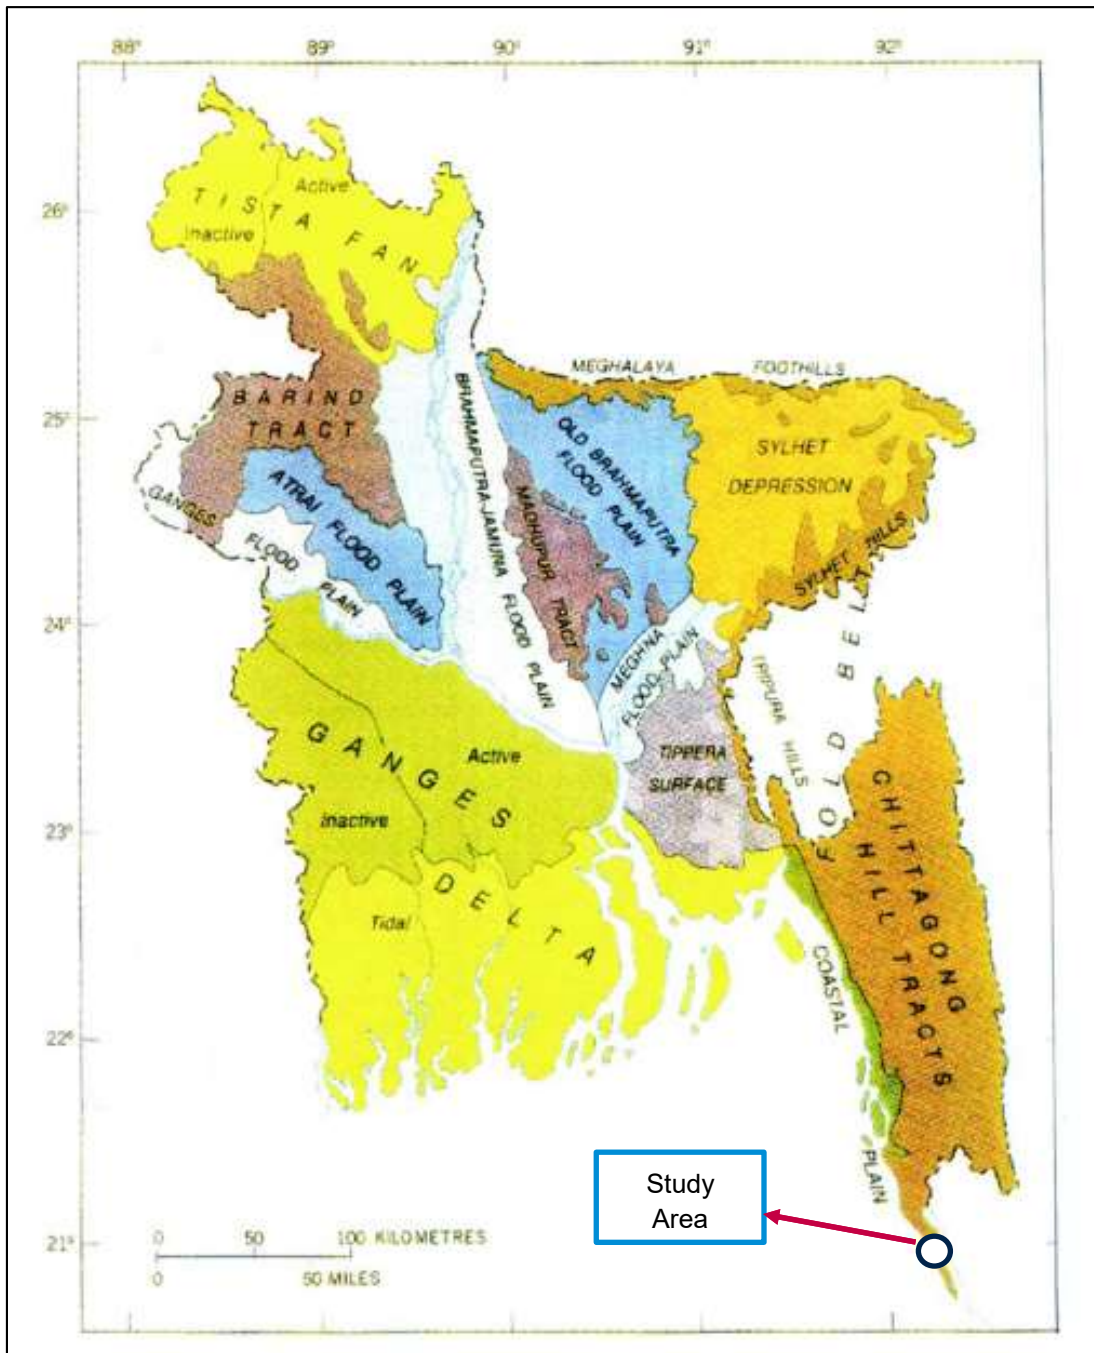 88° 89° 90° 91° 92°
26°
25°
24°
23°
22°
21°
Active
TISTA FAN
Inactive
MEGHALAYA FOOTHILLS
BARIND
TRACT
BRAHMAPUTRA-JAMUNA FLOOD PLAIN
OLD BRAHMAPUTRA
FLOOD PLAIN
SYLHET
DEPRESSION
GANGES
FLOOD
PLAIN
ATRAI FLOOD PLAIN
MADHUPUR TRACT
SYLHET HILLS
MEGHNA
FLOOD PLAIN
TRIPURA HILLS
FOLD BELT
TIPPERA
SURFACE
GANGES
Active
Inactive
DELTA
Tidal
CHITTAGONG
HILL TRACTS
COASTAL
PLAIN
Study
Area
0 50 100 KILOMETRES
0 50 MILES